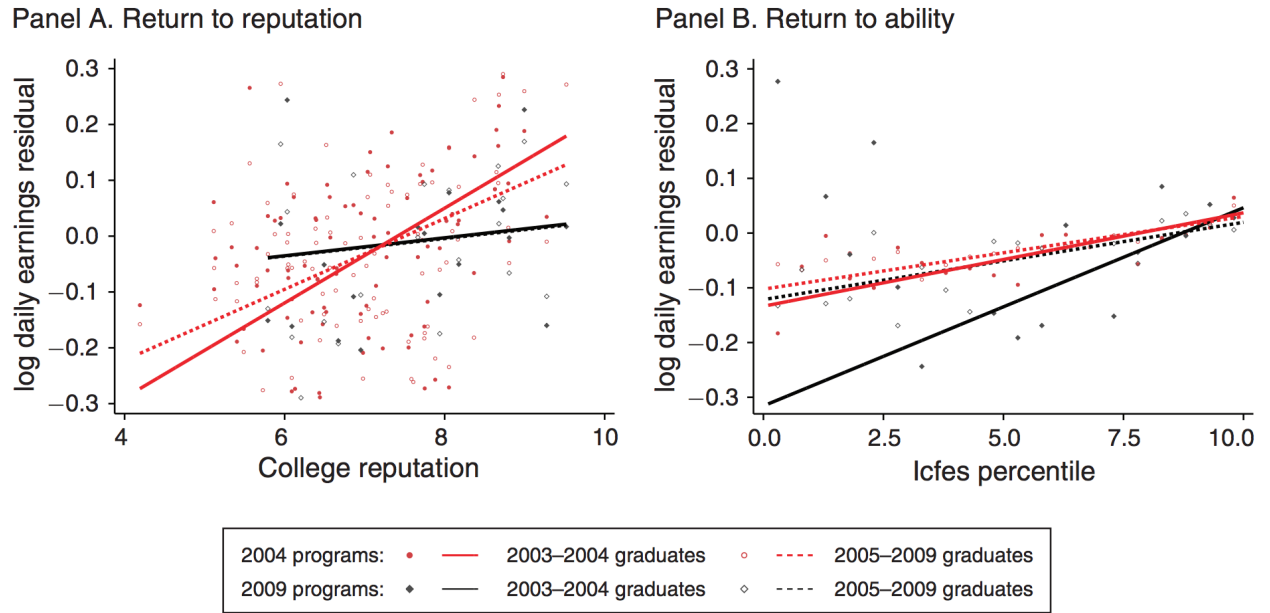 Panel A. Return to reputation
log daily earnings residual
0.3
0.2
0.1
0.0
−0.1
−0.2
−0.3
4 6 8 10
College reputation
Panel B. Return to ability
log daily earnings residual
0.3
0.2
0.1
0.0
−0.1
−0.2
−0.3
0.0 2.5 5.0 7.5 10.0
Icfes percentile
2004 programs: 2003–2004 graduates 2005–2009 graduates
2009 programs: 2003–2004 graduates 2005–2009 graduates